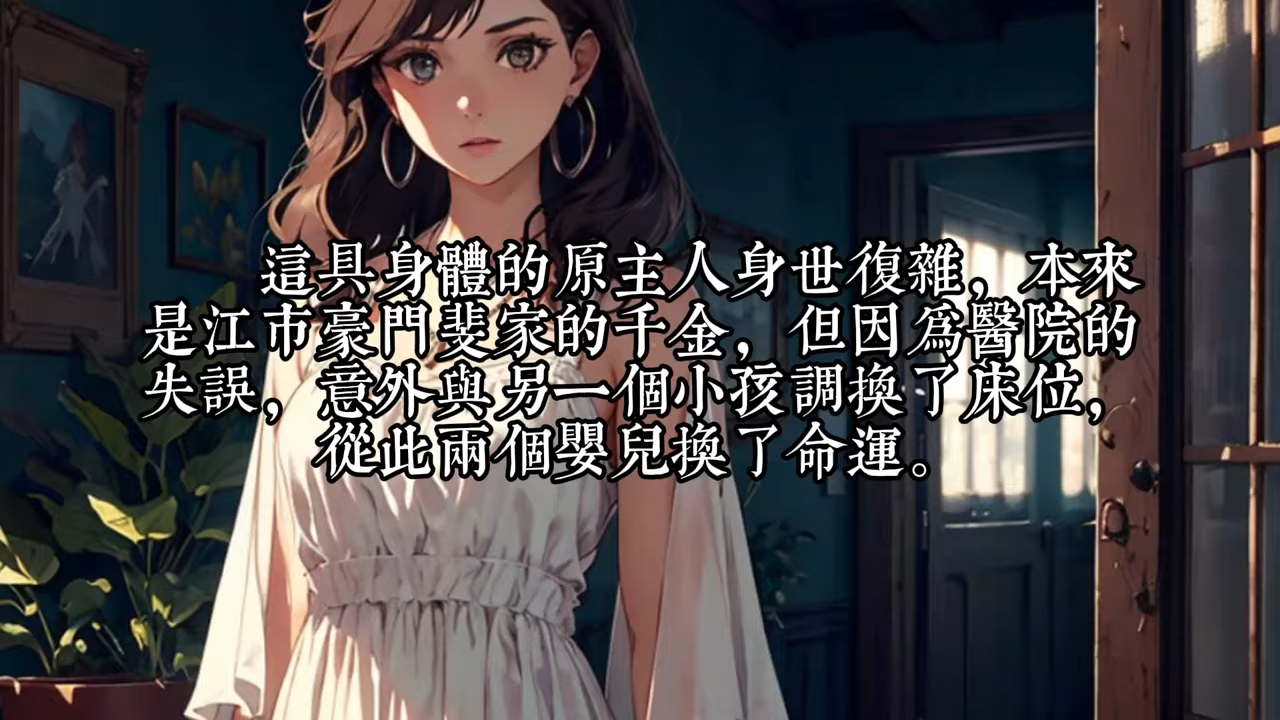 這具身體的原主人身世復雜，本來
是江市豪門斐家的千金，但因爲醫院的
失誤，意外與另一個小孩調換了床位，
從此兩個嬰兒換了命運。